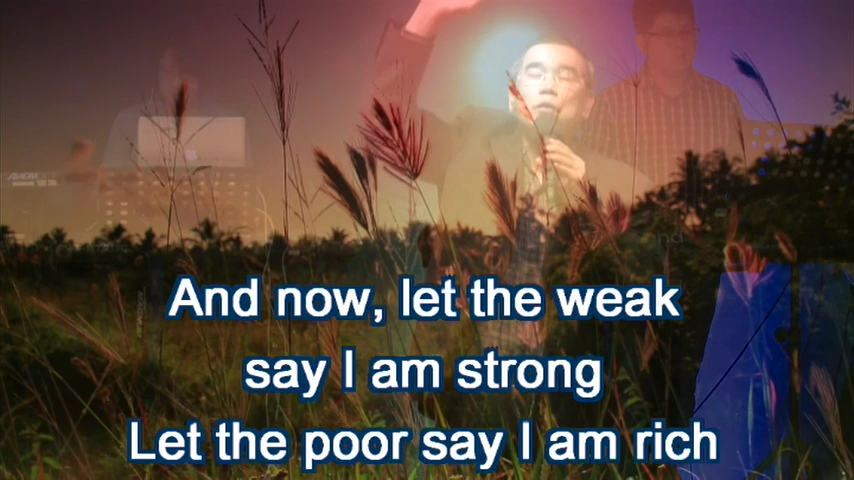 And now, let the weak
say I am strong
Let the poor say I am rich